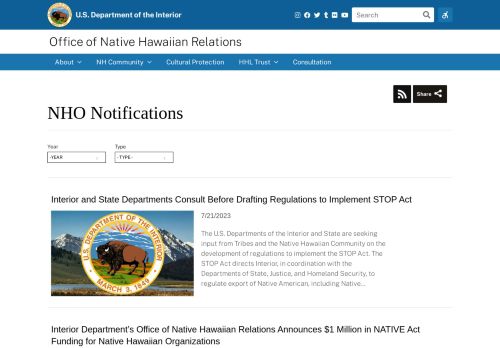 U.S. Department of the Interior
Search
Office of Native Hawaiian Relations
About
NH Community
Cultural Protection
HHL Trust
Consultation
Share
NHO Notifications
Year
Type
-YEAR
- TYPE -
Interior and State Departments Consult Before Drafting Regulations to Implement STOP Act
U.S. DEPARTMENT OF THE INTERIOR
MARCH 3, 1849
7/21/2023
The U.S. Departments of the Interior and State are seeking
input from Tribes and the Native Hawaiian Community on the
development of regulations to implement the STOP Act. The
STOP Act directs Interior, in coordination with the
Departments of State, Justice, and Homeland Security, to
regulate export of Native American, including Native...
Interior Department's Office of Native Hawaiian Relations Announces $1 Million in NATIVE Act
Funding for Native Hawaiian Organizations